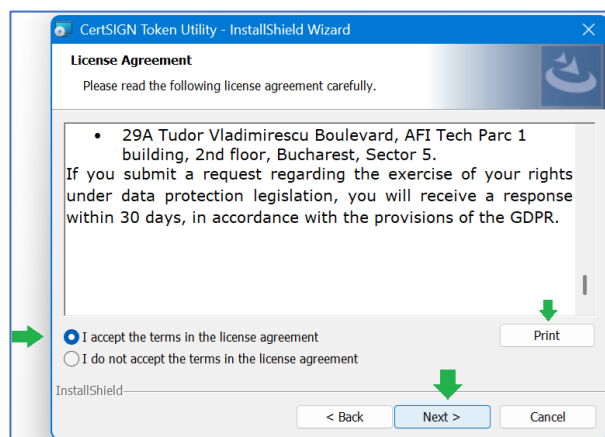 CertSIGN Token Utility - InstallShield Wizard
License Agreement
Please read the following license agreement carefully.
• 29A Tudor Vladimirescu Boulevard, AFI Tech Parc 1
building, 2nd floor, Bucharest, Sector 5.
If you submit a request regarding the exercise of your rights
under data protection legislation, you will receive a response
within 30 days, in accordance with the provisions of the GDPR.
I accept the terms in the license agreement
Print
I do not accept the terms in the license agreement
InstallShield
< Back
Next >
Cancel